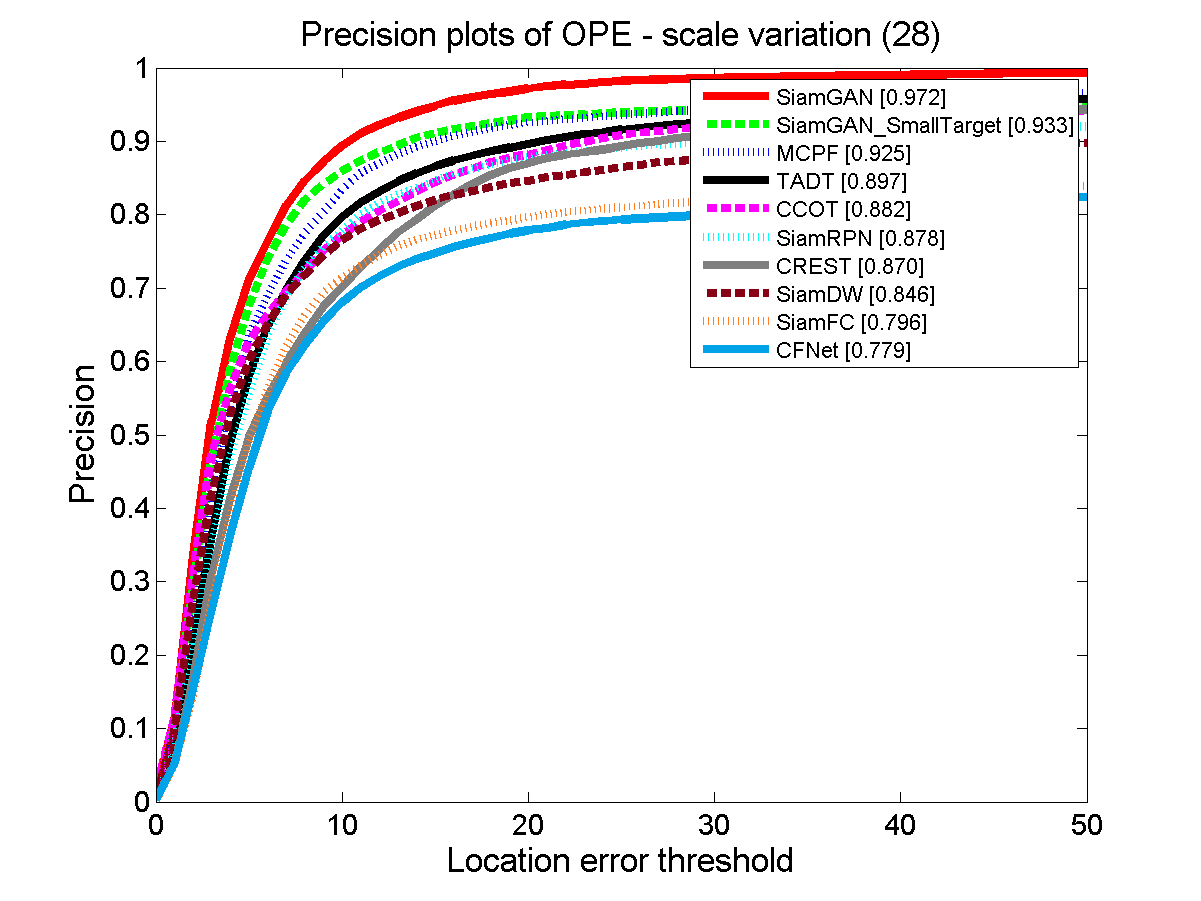 Precision plots of OPE - scale variation (28)
1
0.9
0.8
0.7
0.6
0.5
0.4
0.3
0.2
0.1
0
Precision
SiamGAN [0.972]
SiamGAN_SmallTarget [0.933]
MCPF [0.925]
TADT [0.897]
CCOT [0.882]
SiamRPN [0.878]
CREST [0.870]
SiamDW [0.846]
SiamFC [0.796]
CFNet [0.779]
0 10 20 30 40 50
Location error threshold